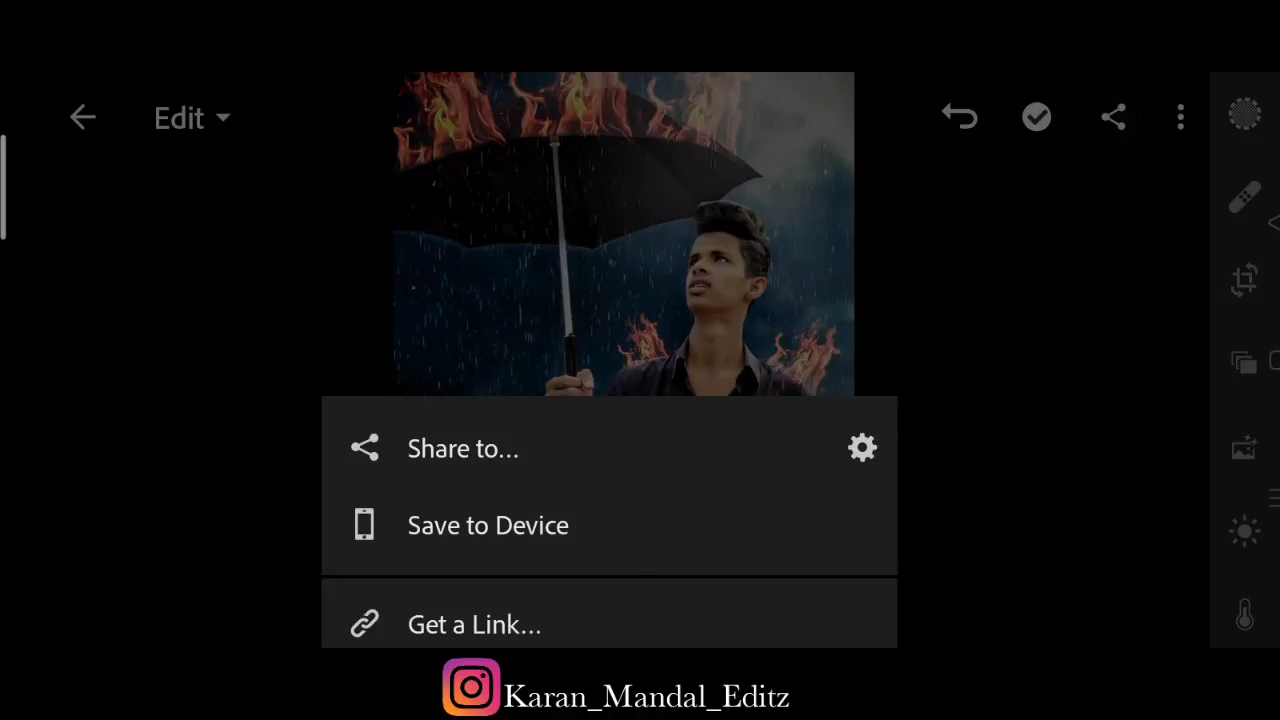 Edit
Share to...
Save to Device
Get a Link...
Karan_Mandal_Editz